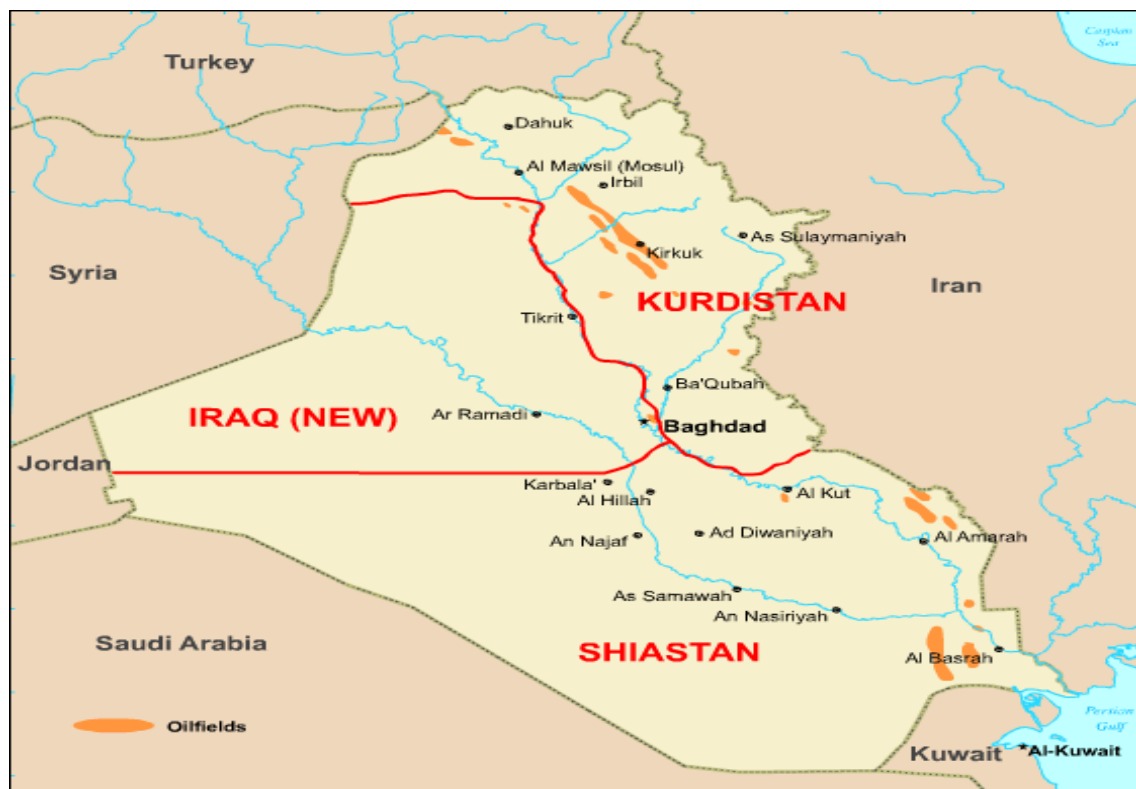 Caspian
Sea
Turkey
Dahuk
Al Mawsil (Mosul)
Irbil
Kirkuk
As Sulaymaniyah
Syria
Iran
KURDISTAN
Tikrit
Ba'Qubah
IRAQ (NEW)
Ar Ramadi
Baghdad
Jordan
Karbala'
Al Hillah
Al Kut
An Najaf
Ad Diwaniyah
Al Amarah
As Samawah
An Nasiriyah
Saudi Arabia
SHIASTAN
Al Basrah
Oilfields
Persian
Gulf
Kuwait
Al-Kuwait